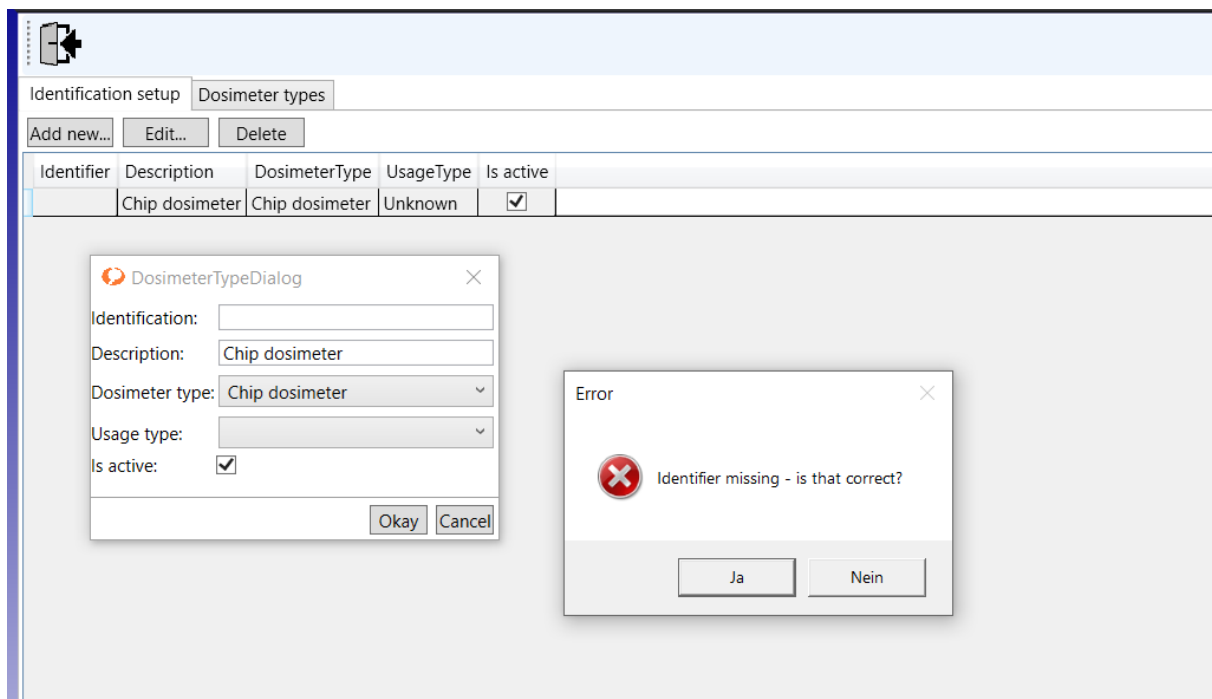 Identification setup Dosimeter types
Add new... Edit... Delete
Identifier Description DosimeterType UsageType Is active
Chip dosimeter Chip dosimeter Unknown
DosimeterTypeDialog
Identification:
Description: Chip dosimeter
Dosimeter type: Chip dosimeter
Usage type:
Is active:
Okay Cancel
Error
Identifier missing - is that correct?
Ja Nein